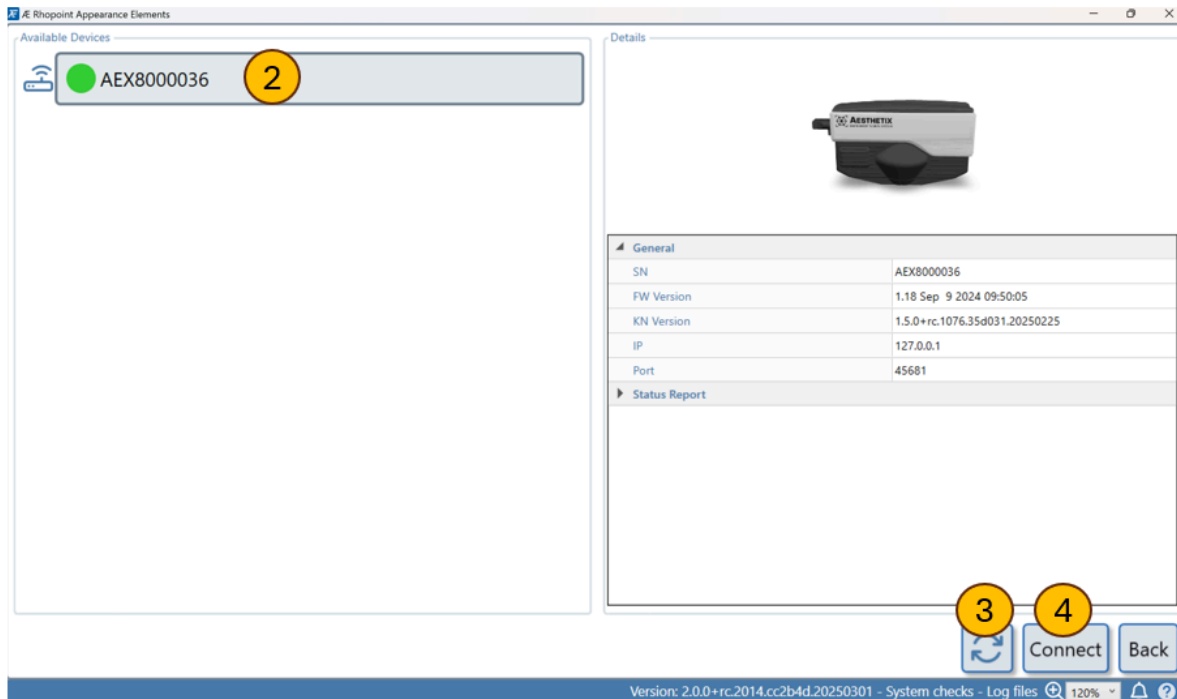 Æ Rhopoint Appearance Elements
Available Devices
AEX8000036
2
Details
AESTHETIX
General
SN AEX8000036
FW Version 1.18 Sep 9 2024 09:50:05
KN Version 1.5.0+rc.1076.35d031.20250225
IP 127.0.0.1
Port 45681
Status Report
3
4
Connect
Back
Version: 2.0.0+rc.2014.cc2b4d.20250301 - System checks - Log files 120%